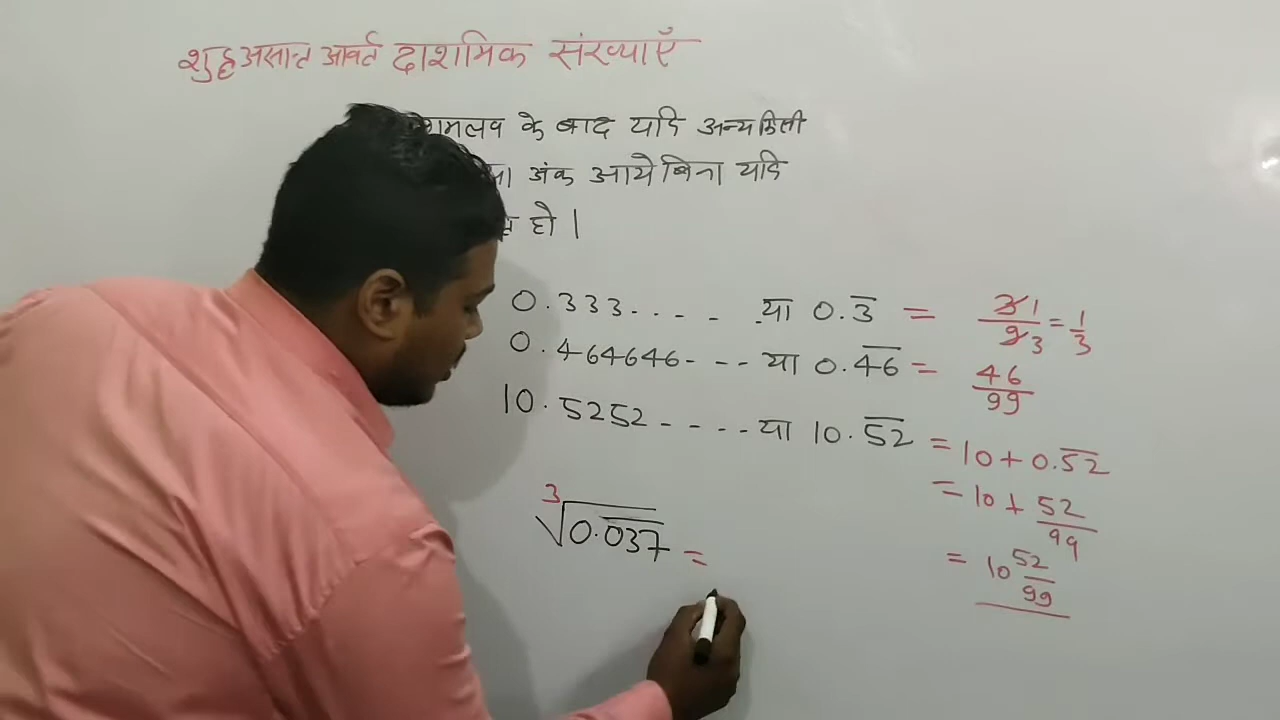 शुद्ध असान्त आवर्त दाशमिक संख्याएँ
के बाद यदि अन्य किसी
अंक आये बिना यदि
हो।
0.333.... या 0.3̅ = 3̶1/9̶3 = 1/3
0.464646---- या 0.4̅6̅ = 46/99
10.5252----- या 10.5̅2̅ = 10+0.5̅2̅
= 10+52/99
∛0.0̅3̅7̅ = 
= 10 52/99